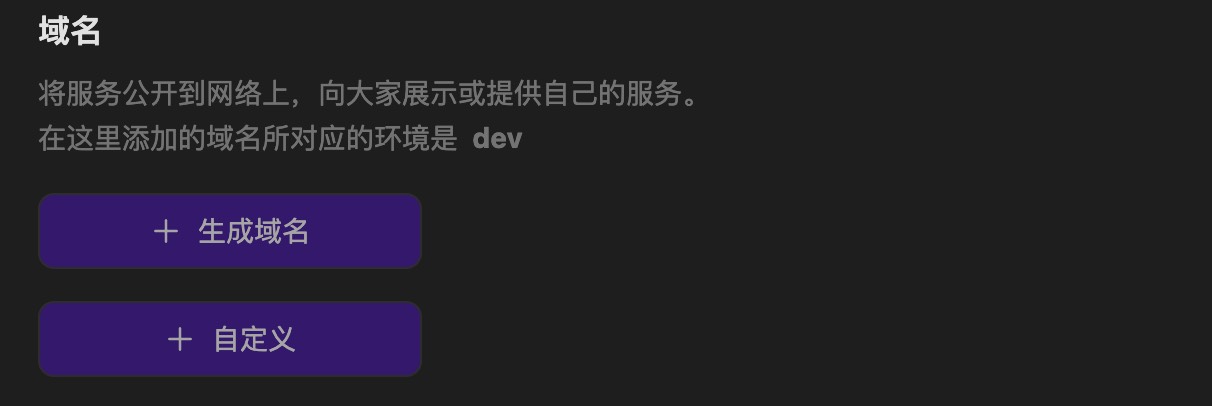 域名
将服务公开到网络上，向大家展示或提供自己的服务。
在这里添加的域名所对应的环境是 dev
+ 生成域名
+ 自定义